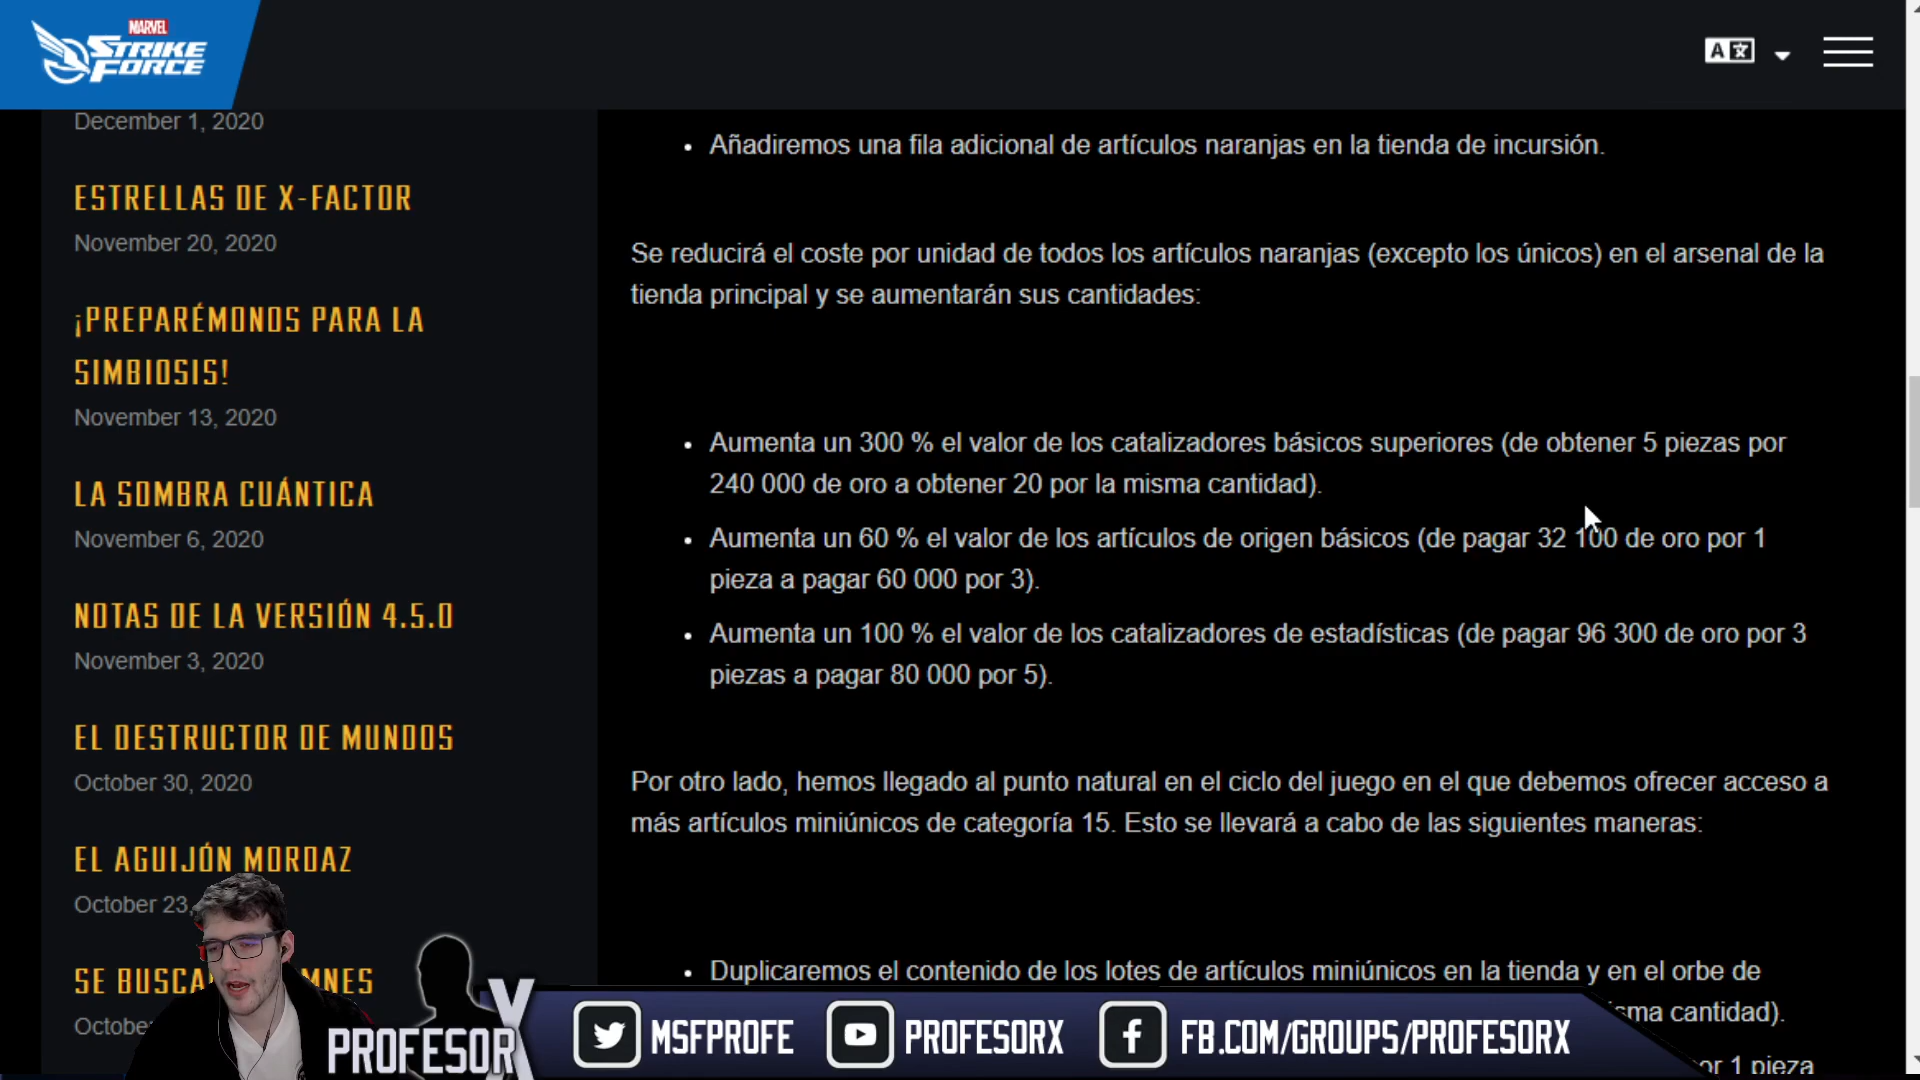 MARVEL
STRIKE
FORCE
A
December 1, 2020
ESTRELLAS DE X-FACTOR
November 20, 2020
¡PREPARÉMONOS PARA LA
SIMBIOSIS!
November 13, 2020
LA SOMBRA CUÁNTICA
November 6, 2020
NOTAS DE LA VERSIÓN 4.5.0
November 3, 2020
EL DESTRUCTOR DE MUNDOS
October 30, 2020
EL AGUIJÓN MORDAZ
October 23,
SE
• Añadiremos una fila adicional de artículos naranjas en la tienda de incursión.
Se reducirá el coste por unidad de todos los artículos naranjas (excepto los únicos) en el arsenal de la
tienda principal y se aumentarán sus cantidades:
• Aumenta un 300 % el valor de los catalizadores básicos superiores (de obtener 5 piezas por
240 000 de oro a obtener 20 por la misma cantidad).
• Aumenta un 60 % el valor de los artículos de origen básicos (de pagar 32 100 de oro por 1
pieza a pagar 60 000 por 3).
• Aumenta un 100 % el valor de los catalizadores de estadísticas (de pagar 96 300 de oro por 3
piezas a pagar 80 000 por 5).
Por otro lado, hemos llegado al punto natural en el ciclo del juego en el que debemos ofrecer acceso a
más artículos miniúnicos de categoría 15. Esto se llevará a cabo de las siguientes maneras:
• Duplicaremos el contenido de los lotes de artículos miniúnicos en la tienda y en el orbe de
cantidad).
1 pieza
PROFESORX
MSFPROFE
PROFESORX
FB.COM/GROUPS/PROFESORX